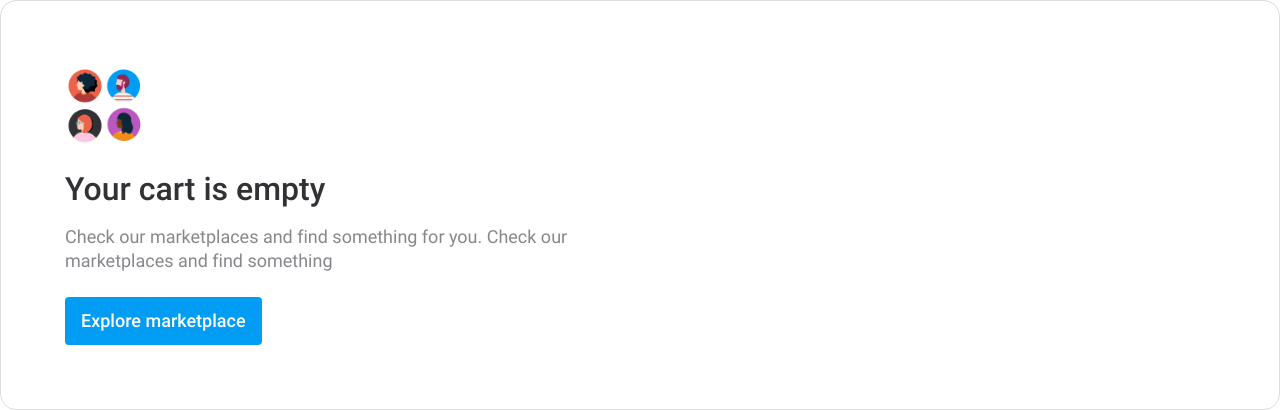 Your cart is empty
Check our marketplaces and find something for you. Check our
marketplaces and find something
Explore marketplace